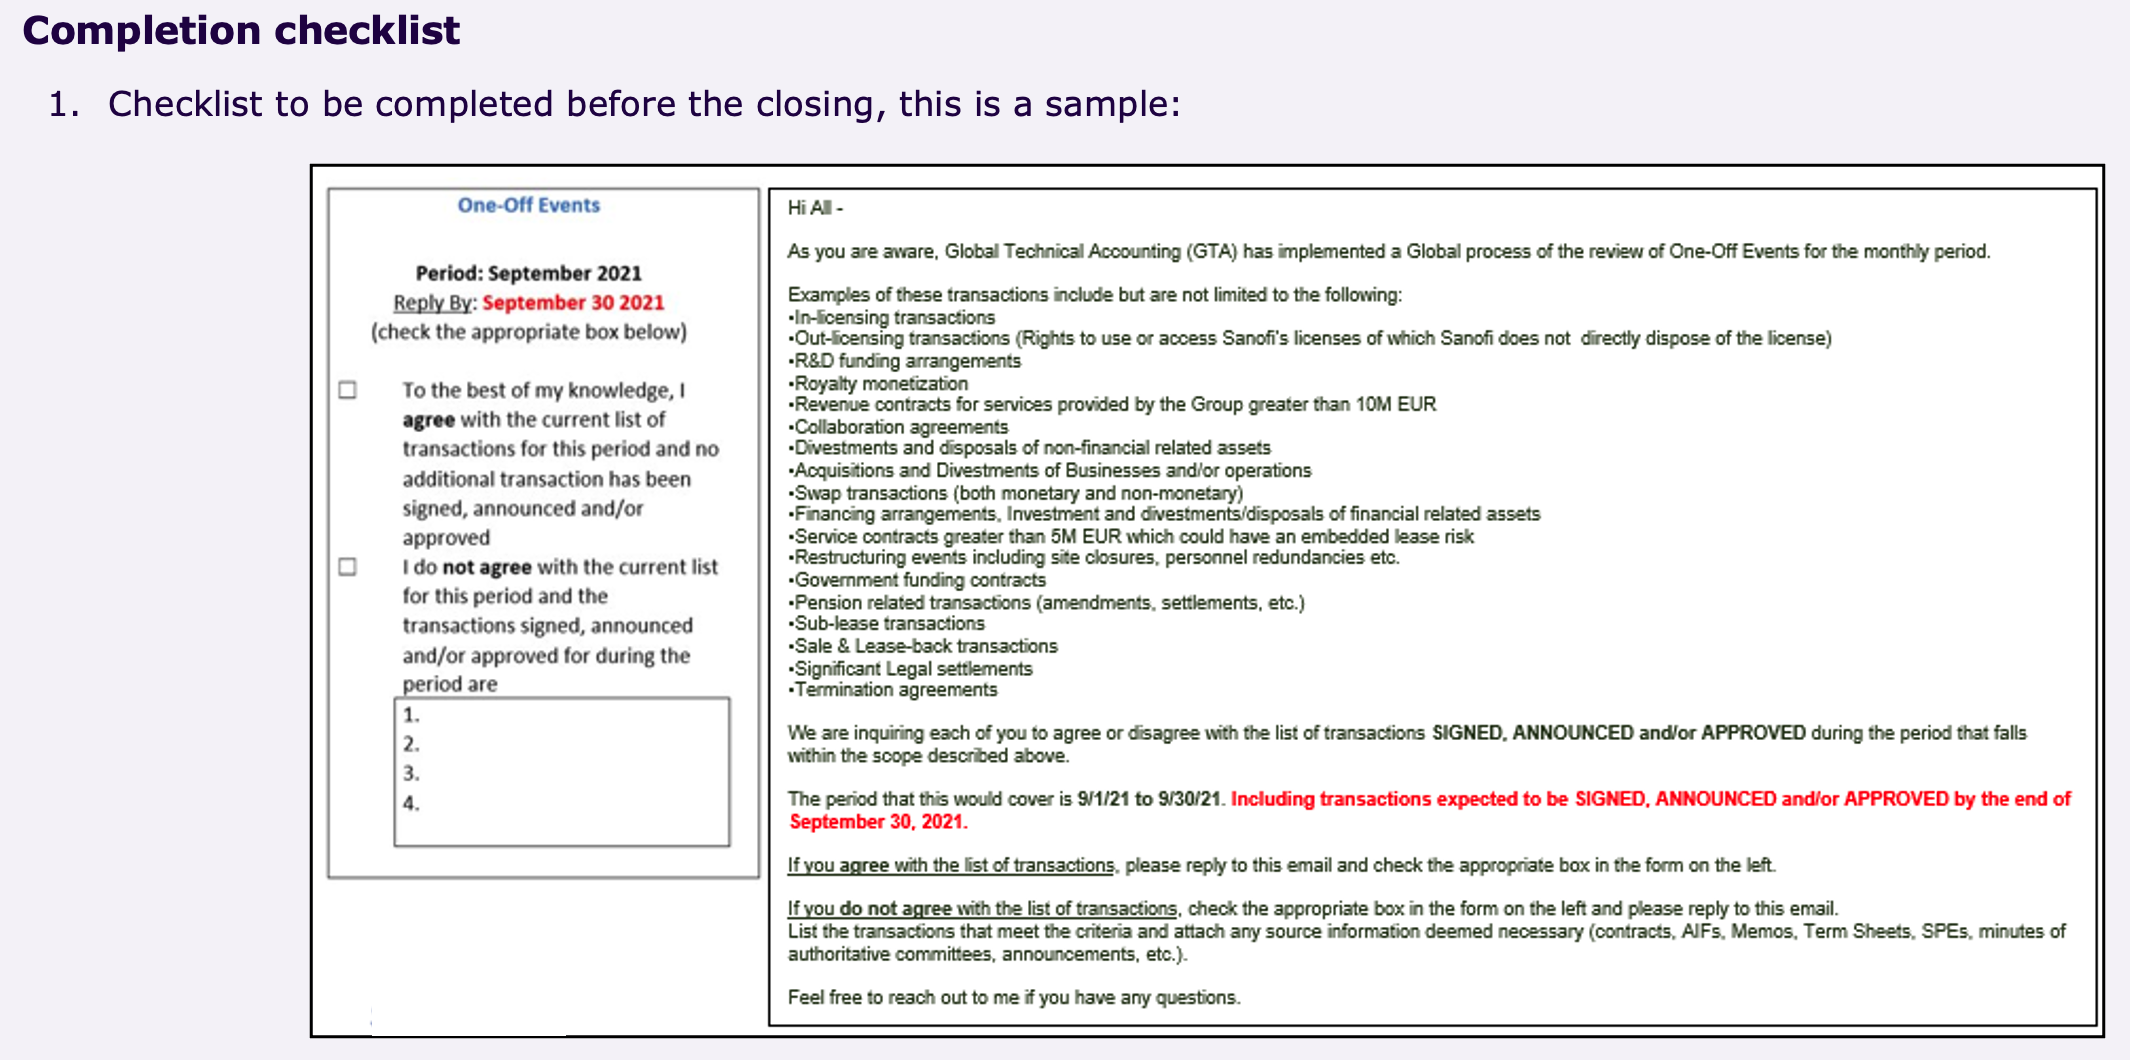 Completion checklist
1. Checklist to be completed before the closing, this is a sample:
One-Off Events
Period: September 2021
Reply By: September 30 2021
(check the appropriate box below)
☐ To the best of my knowledge, I
agree with the current list of
transactions for this period and no
additional transaction has been
signed, announced and/or
approved
☐ I do not agree with the current list
for this period and the
transactions signed, announced
and/or approved for during the
period are
1.
2.
3.
4.
Hi All -
As you are aware, Global Technical Accounting (GTA) has implemented a Global process of the review of One-Off Events for the monthly period.
Examples of these transactions include but are not limited to the following:
•In-licensing transactions
•Out-licensing transactions (Rights to use or access Sanofi's licenses of which Sanofi does not directly dispose of the license)
•R&D funding arrangements
•Royalty monetization
•Revenue contracts for services provided by the Group greater than 10M EUR
•Collaboration agreements
•Divestments and disposals of non-financial related assets
•Acquisitions and Divestments of Businesses and/or operations
•Swap transactions (both monetary and non-monetary)
•Financing arrangements, Investment and divestments/disposals of financial related assets
•Service contracts greater than 5M EUR which could have an embedded lease risk
•Restructuring events including site closures, personnel redundancies etc.
•Government funding contracts
•Pension related transactions (amendments, settlements, etc.)
•Sub-lease transactions
•Sale & Lease-back transactions
•Significant Legal settlements
•Termination agreements
We are inquiring each of you to agree or disagree with the list of transactions SIGNED, ANNOUNCED and/or APPROVED during the period that falls
within the scope described above.
The period that this would cover is 9/1/21 to 9/30/21. Including transactions expected to be SIGNED, ANNOUNCED and/or APPROVED by the end of
September 30, 2021.
If you agree with the list of transactions, please reply to this email and check the appropriate box in the form on the left.
If you do not agree with the list of transactions, check the appropriate box in the form on the left and please reply to this email.
List the transactions that meet the criteria and attach any source information deemed necessary (contracts, AIFs, Memos, Term Sheets, SPEs, minutes of
authoritative committees, announcements, etc.).
Feel free to reach out to me if you have any questions.